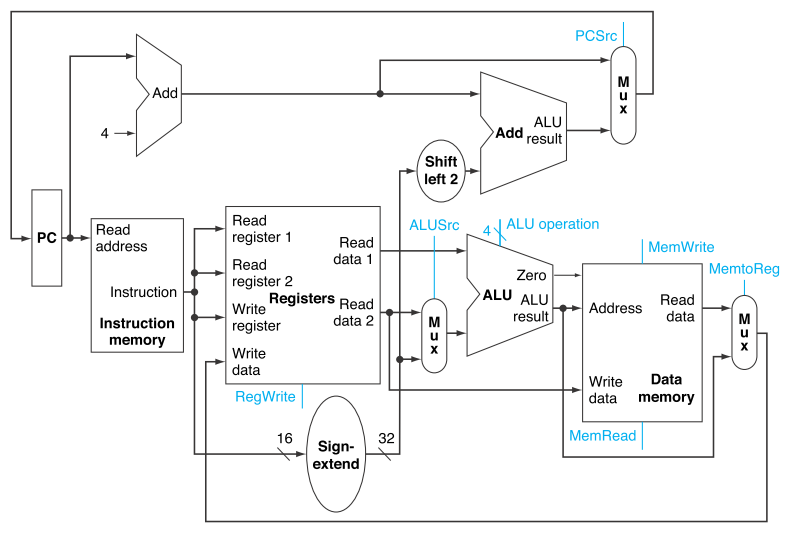 PCSrc
M
u
x
Add
4
Add
ALU
result
Shift
left 2
PC
Read
address
Instruction
Instruction
memory
Read
register 1
Read
register 2
Write
register
Write
data
Registers
Read
data 1
Read
data 2
RegWrite
ALUSrc
M
u
x
4
ALU operation
Zero
ALU
ALU
result
MemWrite
Address
Read
data
Write
data
Data
memory
MemRead
MemtoReg
M
u
x
16
Sign-
extend
32